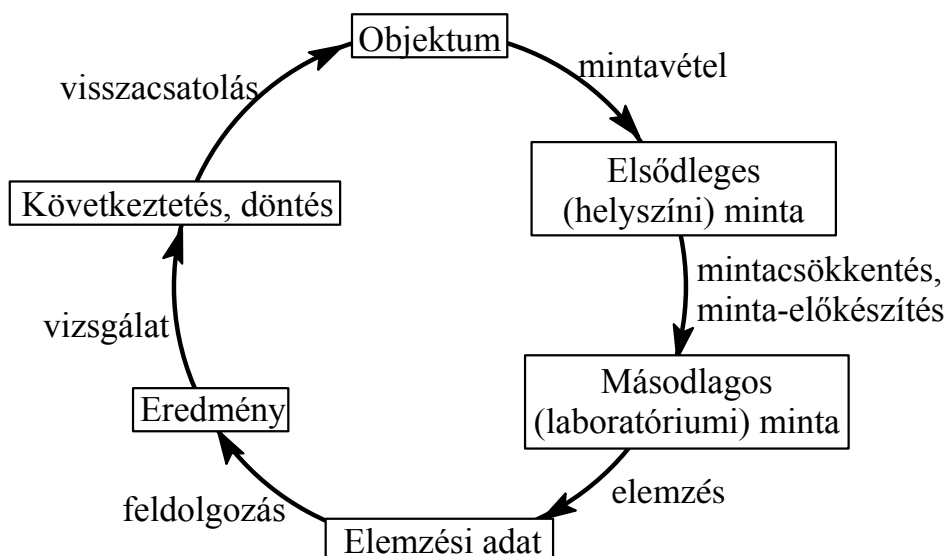 Objektum
mintavétel
Elsődleges
(helyszíni) minta
mintacsökkentés,
minta-előkészítés
Másodlagos
(laboratóriumi) minta
elemzés
Elemzési adat
feldolgozás
Eredmény
vizsgálat
Következtetés, döntés
visszacsatolás